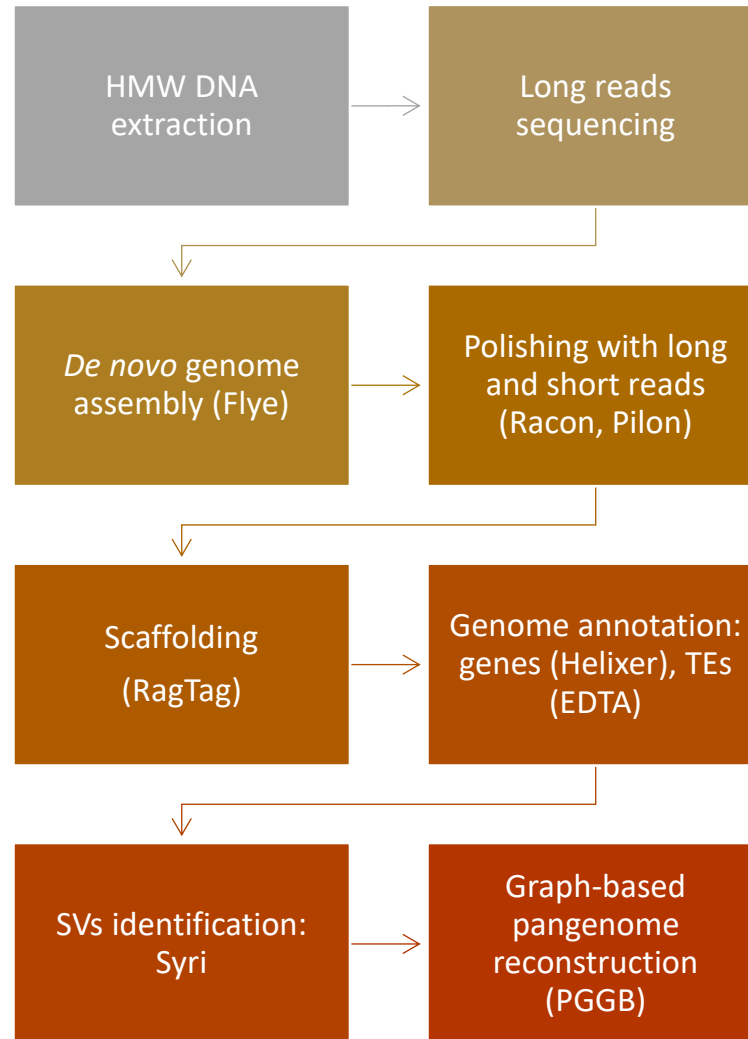 HMW DNA
extraction
Long reads
sequencing
De novo genome
assembly (Flye)
Polishing with long
and short reads
(Racon, Pilon)
Scaffolding
(RagTag)
Genome annotation:
genes (Helixer), TEs
(EDTA)
SVs identification:
Syri
Graph-based
pangenome
reconstruction
(PGGB)